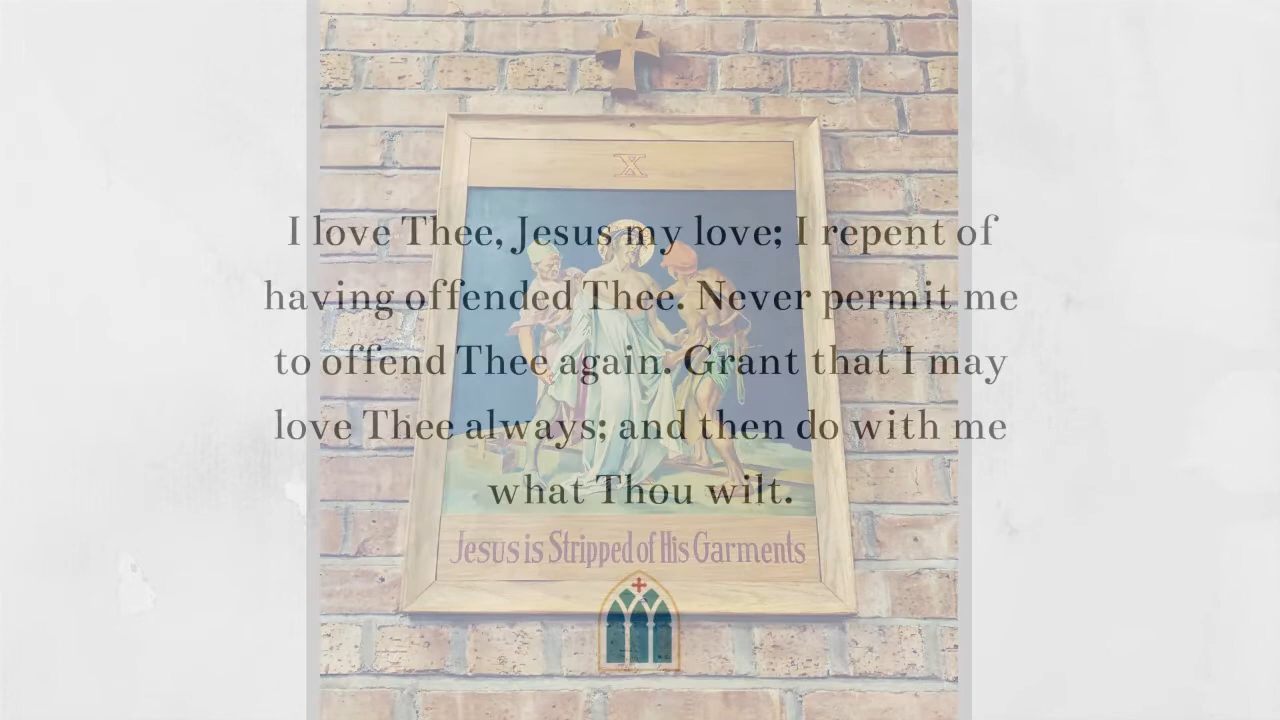 X
I love Thee, Jesus my love; I repent of
having offended Thee. Never permit me
to offend Thee again. Grant that I may
love Thee always; and then do with me
what Thou wilt.
Jesus is Stripped of His Garments